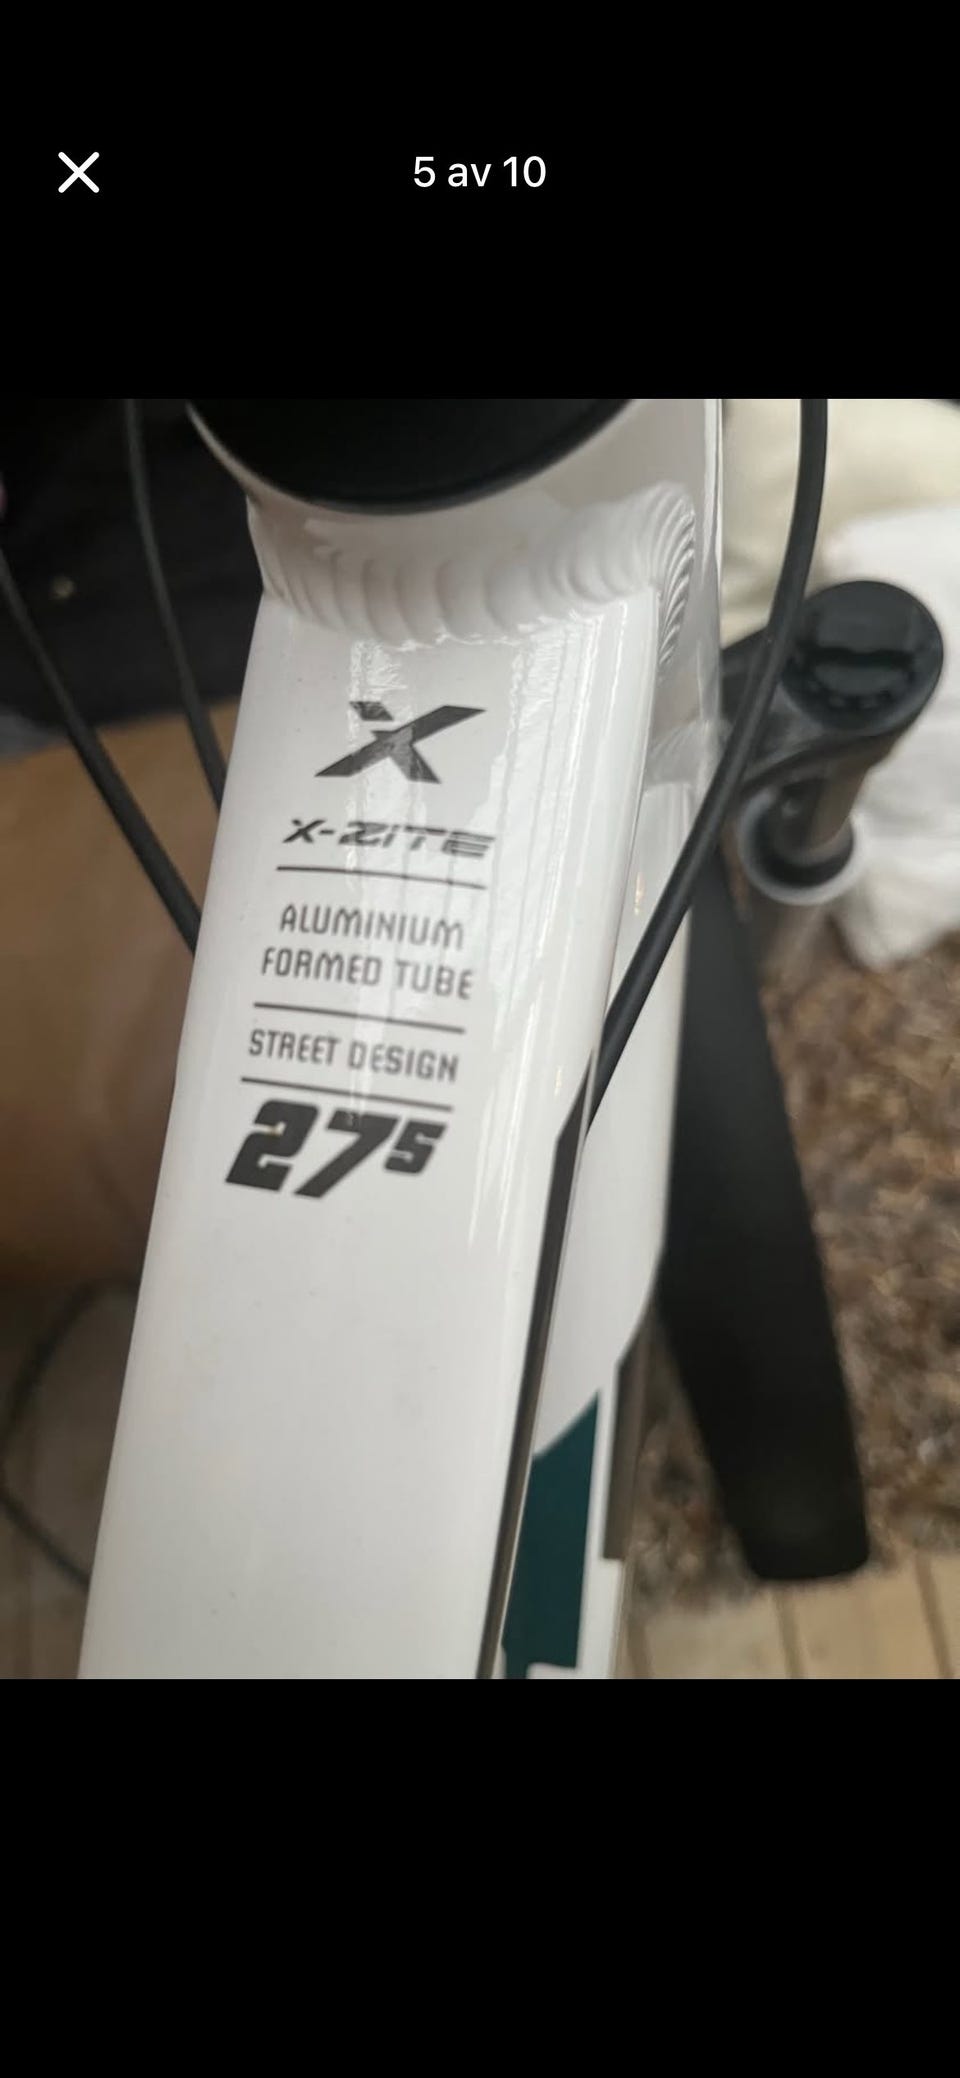 5 av 10
X
X-ZITE
ALUMINIUM
FORMED TUBE
STREET DESIGN
27⁵